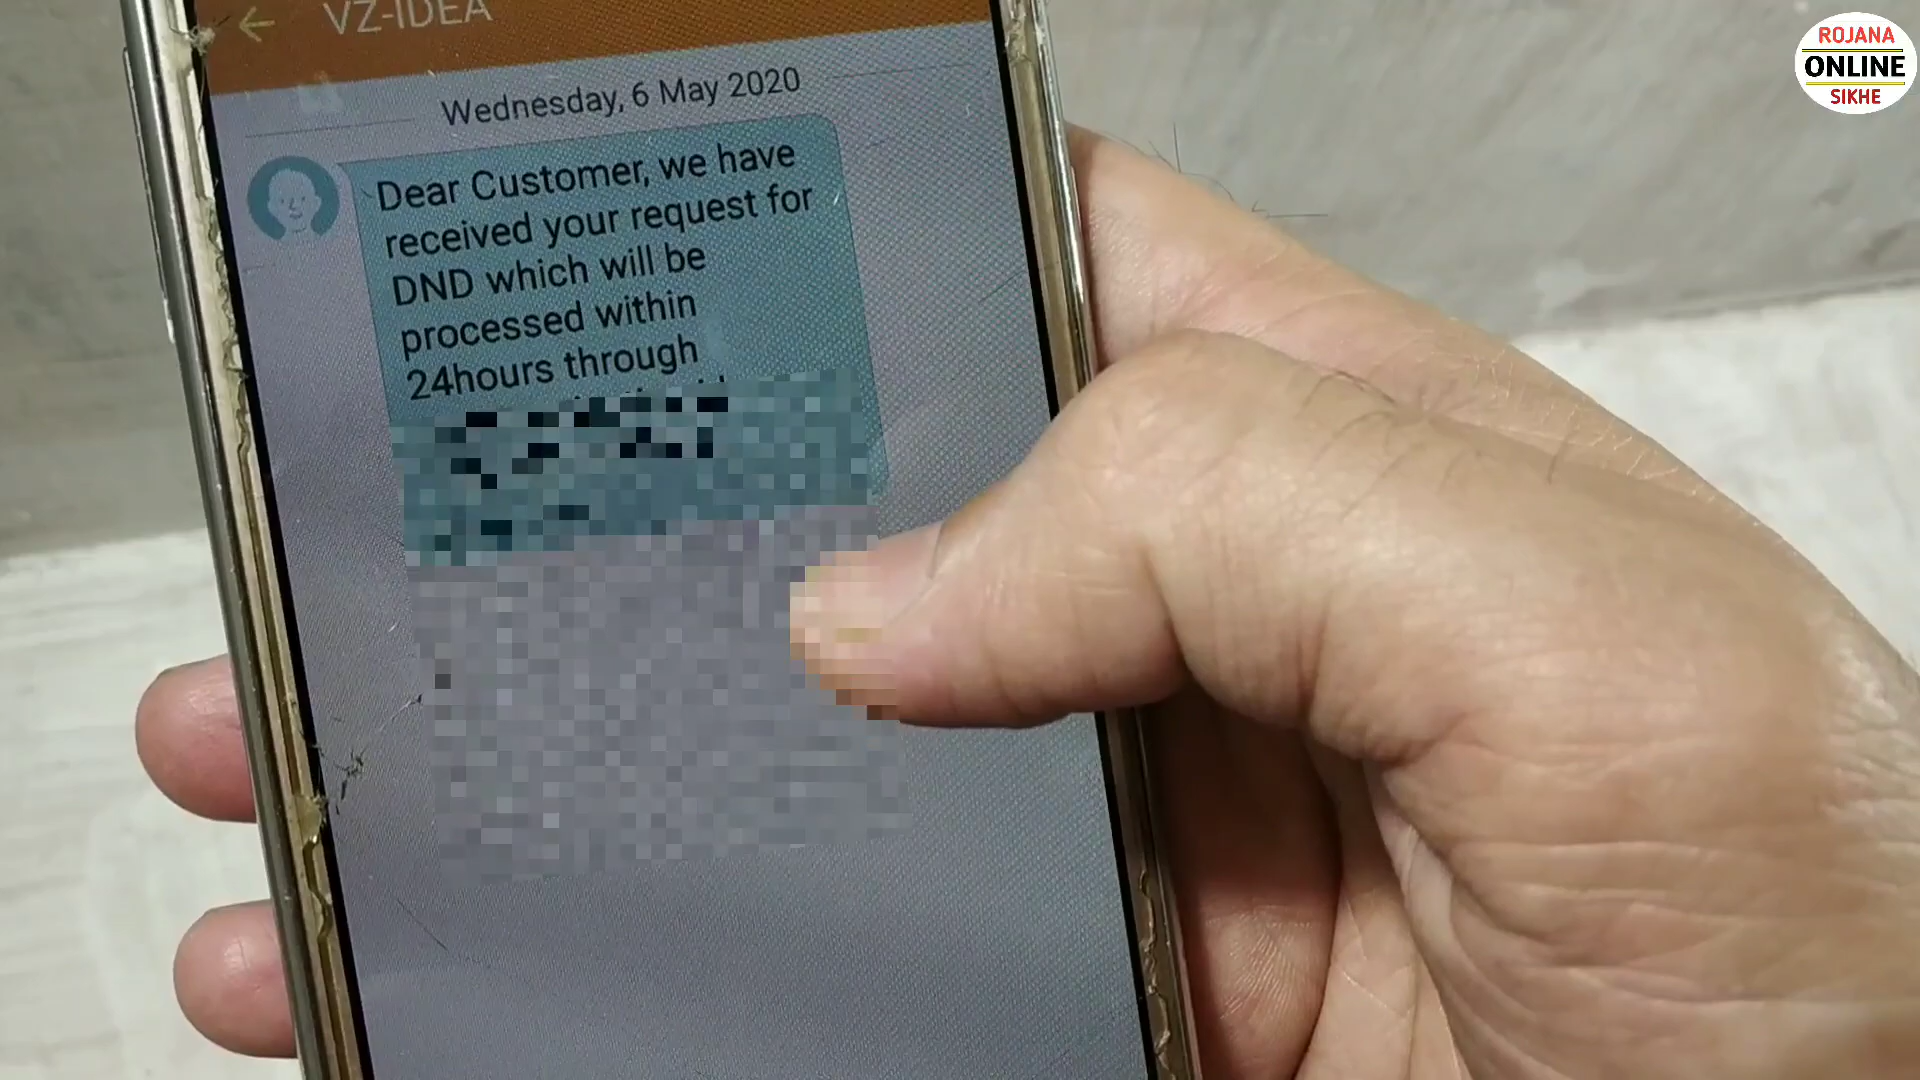 VZ-IDEA
Wednesday, 6 May 2020
Dear Customer, we have
received your request for
DND which will be
processed within
24hours through
ROJANA
ONLINE
SIKHE